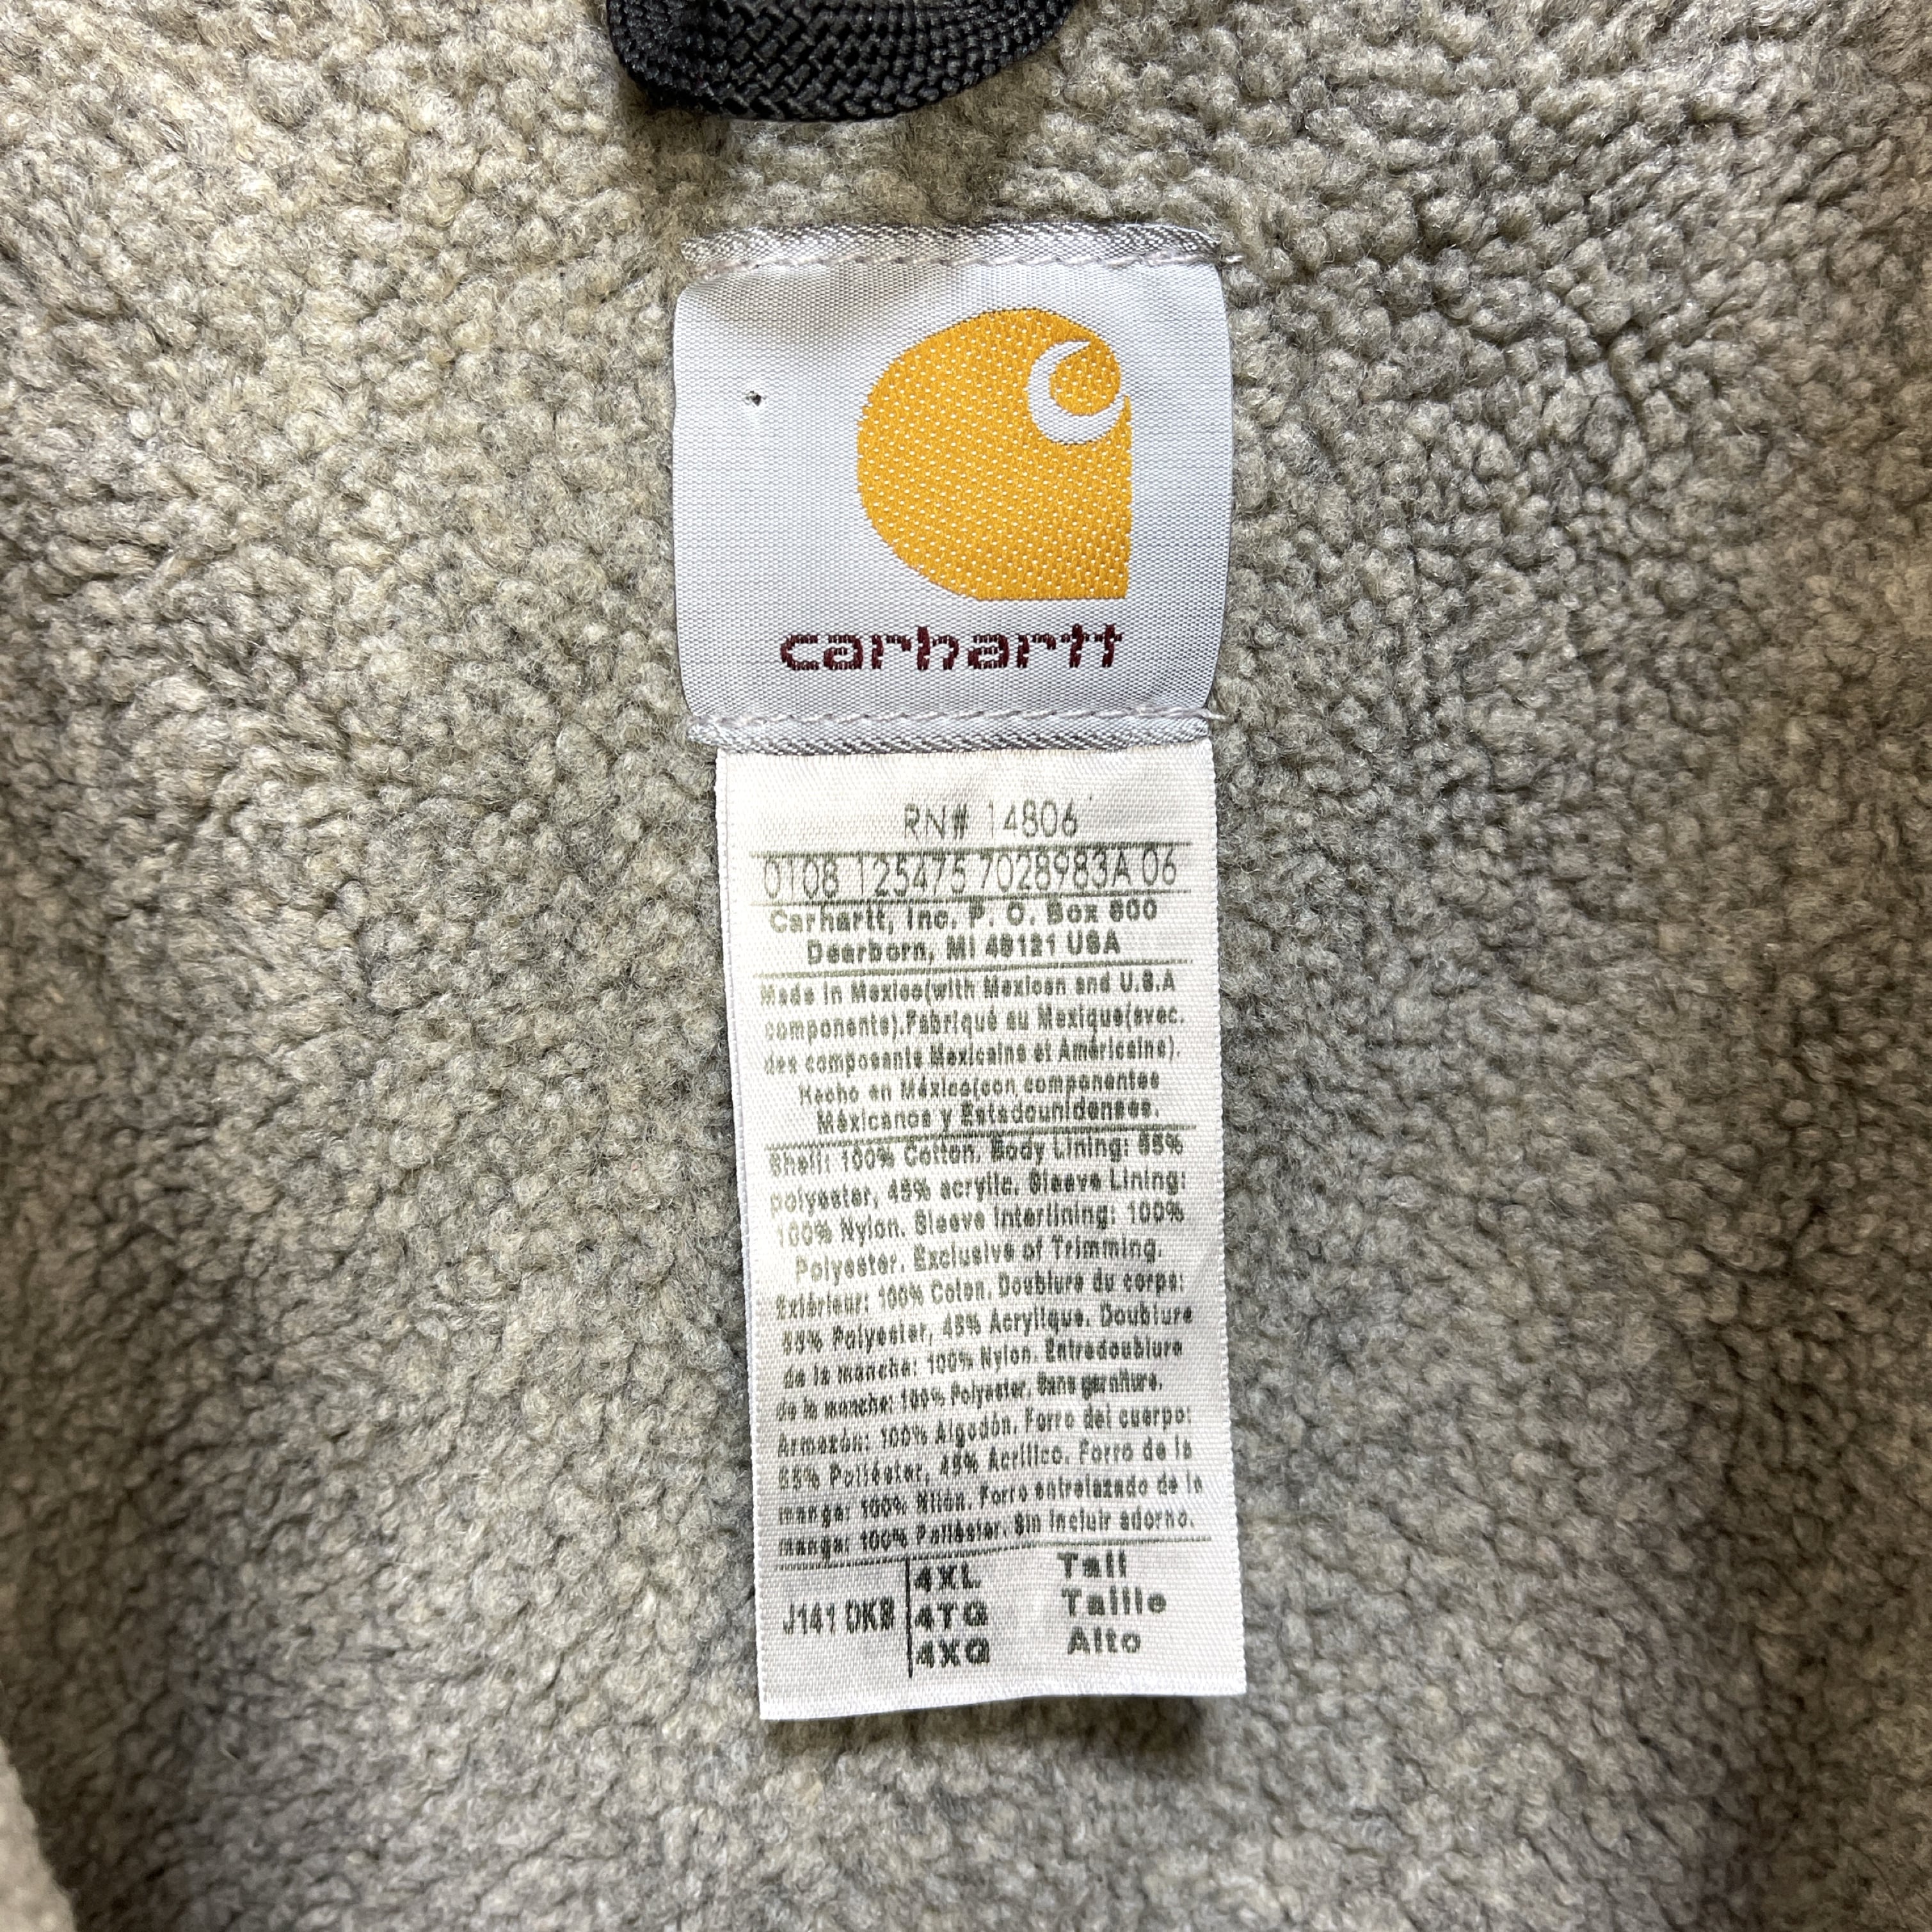 carhartt
RN# 14806
0108 125475 7028983A 06
Carhartt, Inc. P. O. Box 600
Dearborn, MI 48121 USA
Made in Mexico(with Mexican and U.S.A
components).Fabriqué au Mexique(avec.
des composants Mexicains et Américains).
Hecho en México(con componentes
Méxicanos y Estadounidenses.
Shell: 100% Cotton. Body Lining: 55%
polyester, 45% acrylic. Sleeve Lining:
100% Nylon. Sleeve Interlining: 100%
Polyester. Exclusive of Trimming.
Extérieur: 100% Coton. Doublure du corps:
55% Polyester, 45% Acrylique. Doublure
de la manche: 100% Nylon. Entredoublure
de la manche: 100% Polyester. Sans garniture.
Armazón: 100% Algodón. Forro del cuerpo:
55% Poliéster, 45% Acrílico. Forro de la
manga: 100% Nilón. Forro entrelazado de la
manga: 100% Poliéster. Sin incluir adorno.
J141 DKB
4XL Tall
4TG Taille
4XG Alto